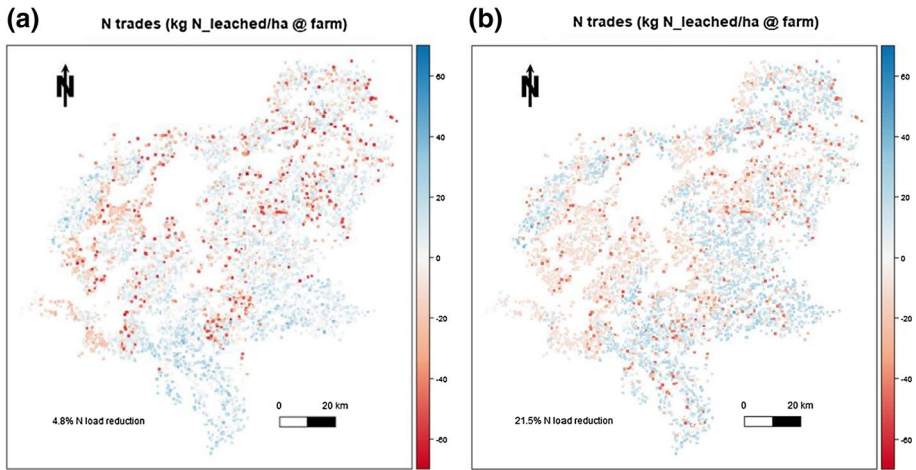 (a)
N trades (kg N_leached/ha @ farm)
N
60
40
20
0
-20
-40
-60
0 20 km
4.8% N load reduction
(b)
N trades (kg N_leached/ha @ farm)
N
60
40
20
0
-20
-40
-60
0 20 km
21.5% N load reduction